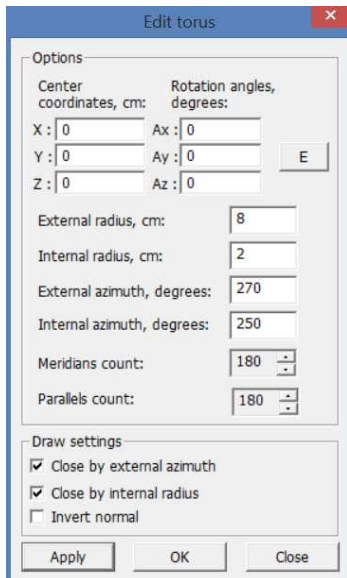 Edit torus
×
Options
Center Rotation angles,
coordinates, cm: degrees:
X : 0 Ax : 0
Y : 0 Ay : 0 E
Z : 0 Az : 0
External radius, cm: 8
Internal radius, cm: 2
External azimuth, degrees: 270
Internal azimuth, degrees: 250
Meridians count: 180
Parallels count: 180
Draw settings
Close by external azimuth
Close by internal radius
Invert normal
Apply OK Close